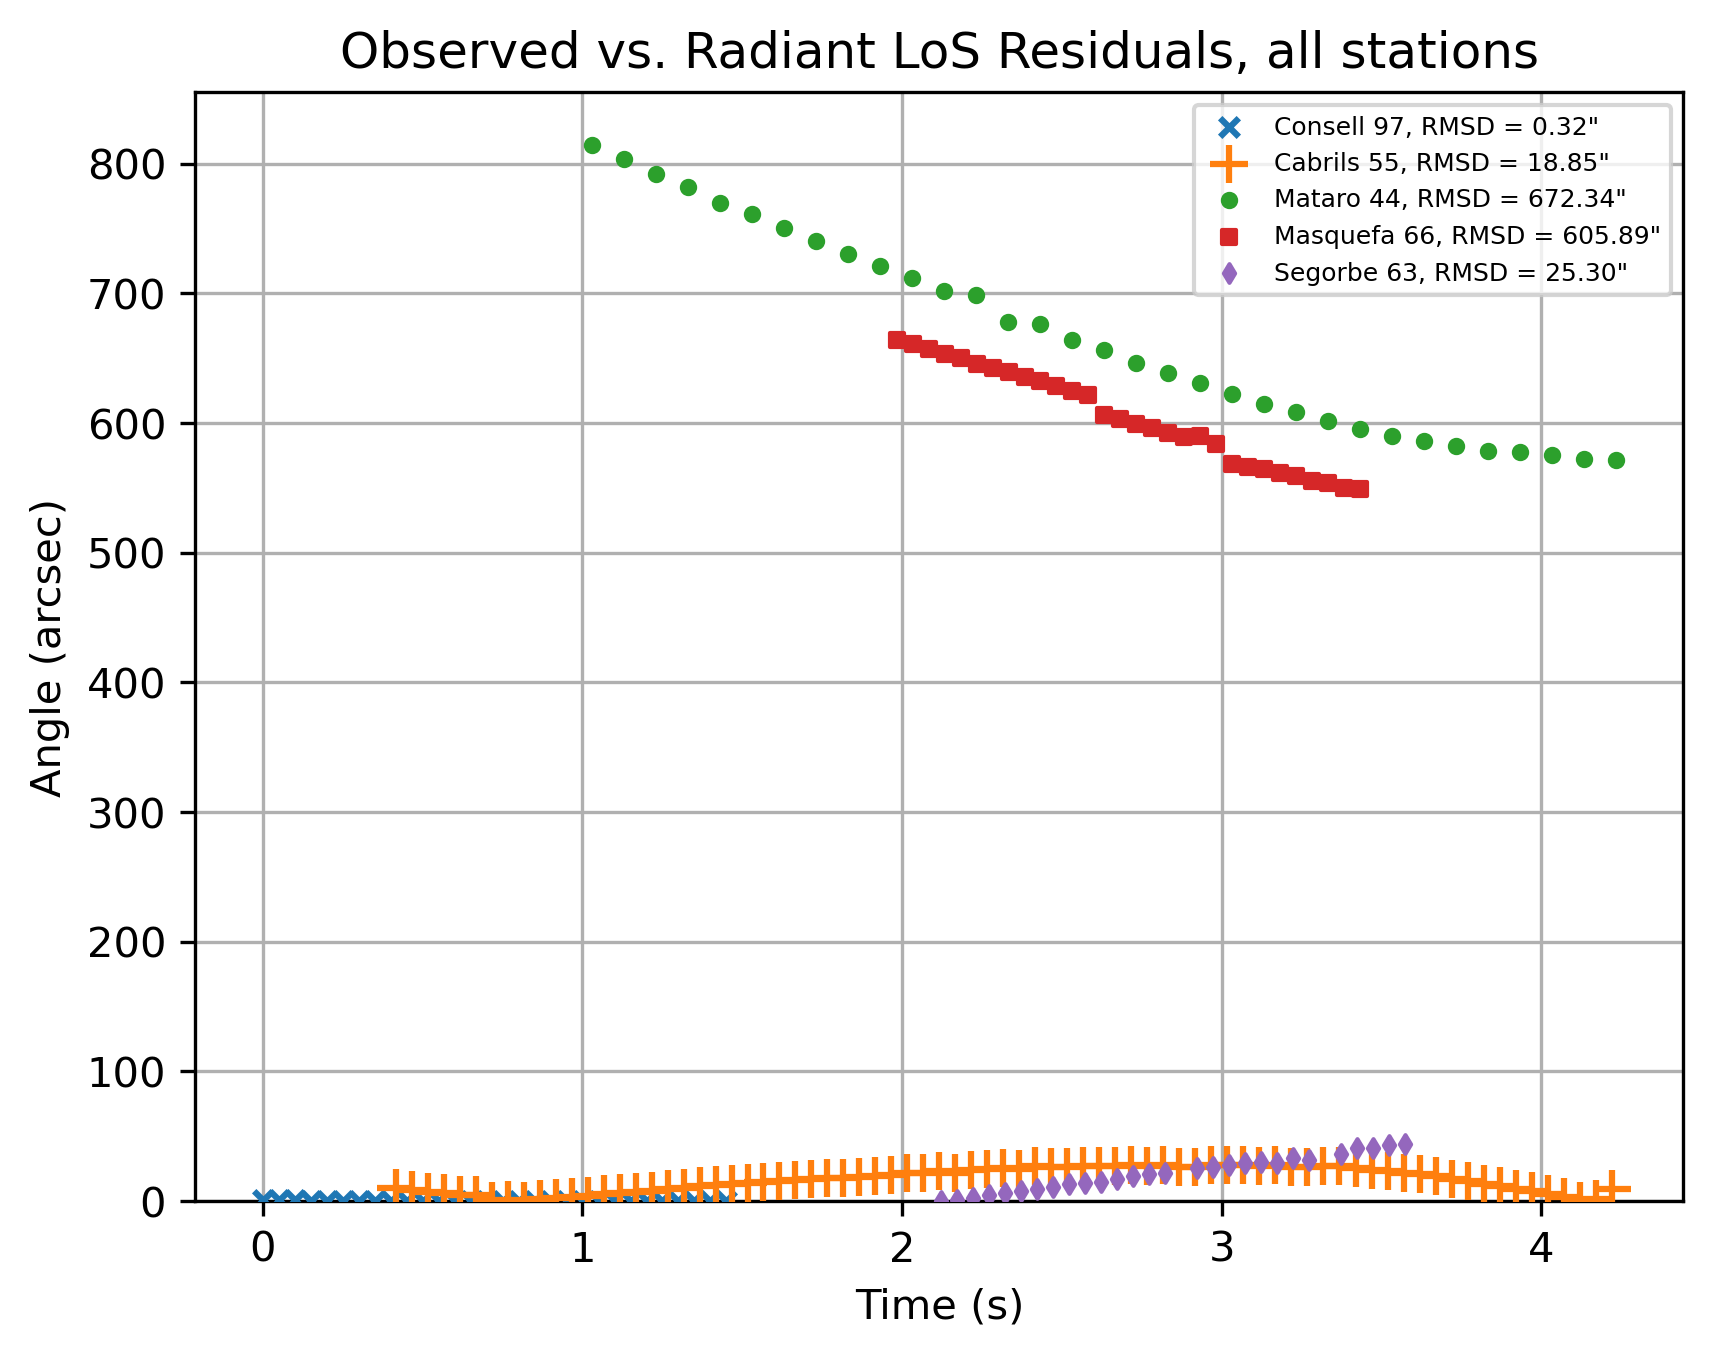 Observed vs. Radiant LoS Residuals, all stations
Consell 97, RMSD = 0.32"
Cabrils 55, RMSD = 18.85"
Mataro 44, RMSD = 672.34"
Masquefa 66, RMSD = 605.89"
Segorbe 63, RMSD = 25.30"
Angle (arcsec)
800
700
600
500
400
300
200
100
0
0 1 2 3 4
Time (s)